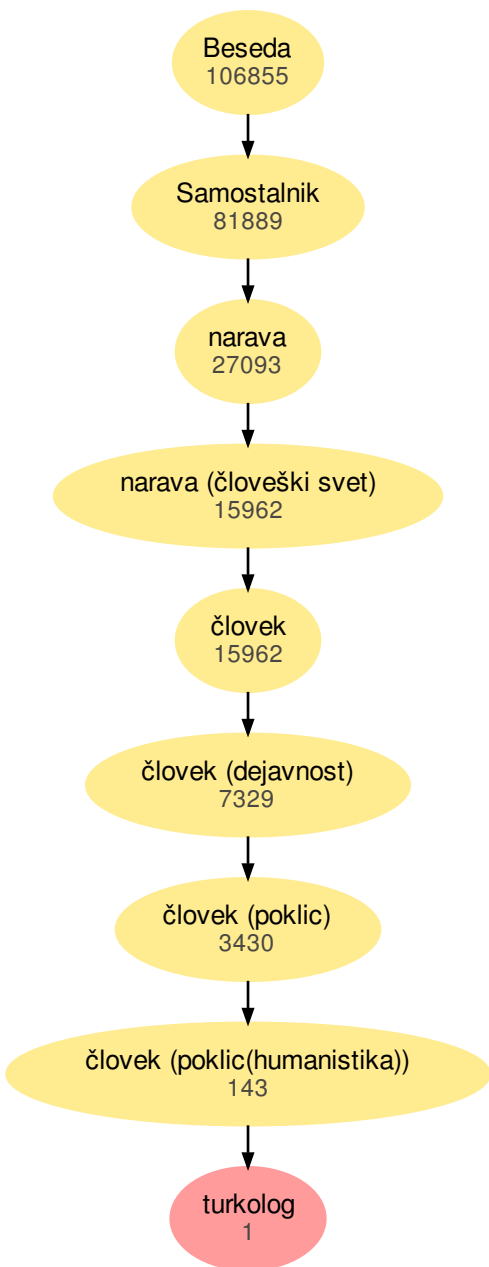 Beseda
106855
Samostalnik
81889
narava
27093
narava (človeški svet)
15962
človek
15962
človek (dejavnost)
7329
človek (poklic)
3430
človek (poklic(humanistika))
143
turkolog
1